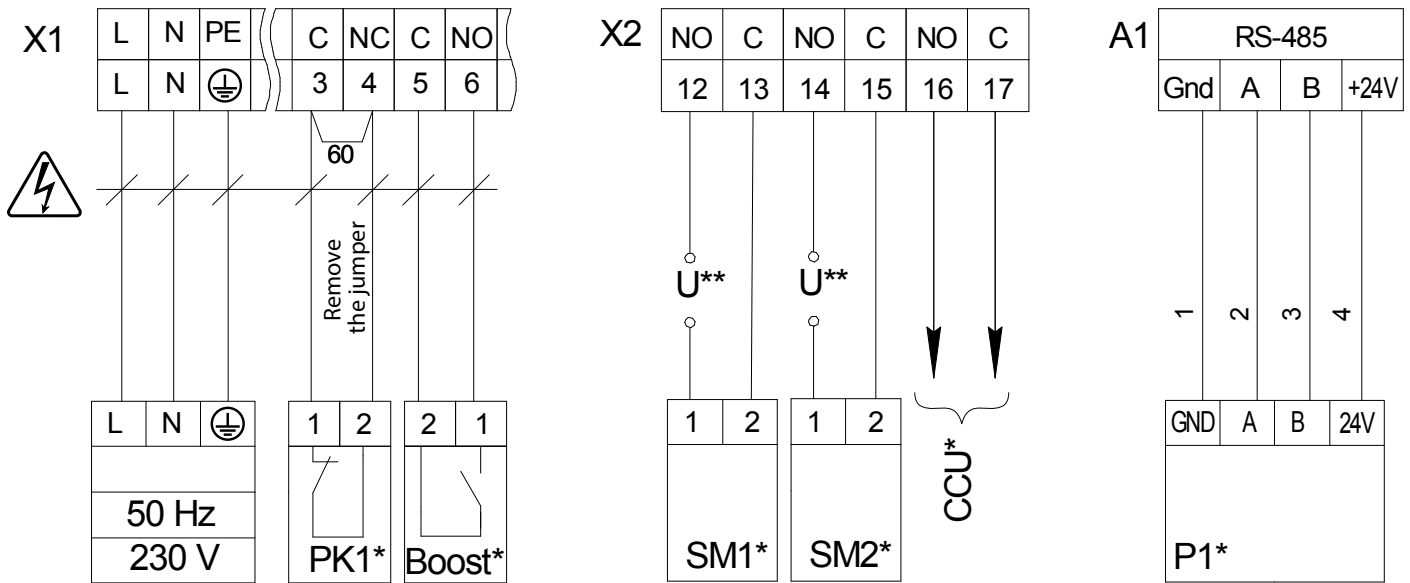 X1 L N PE C NC C NO
L N 3 4 5 6
60
Remove
the jumper
L N
50 Hz
230 V
1 2
PK1*
2 1
Boost*
X2 NO C NO C NO C
12 13 14 15 16 17
U** U**
1 2
SM1*
1 2
SM2*
CCU*
A1 RS-485
Gnd A B +24V
1 2 3 4
GND A B 24V
P1*